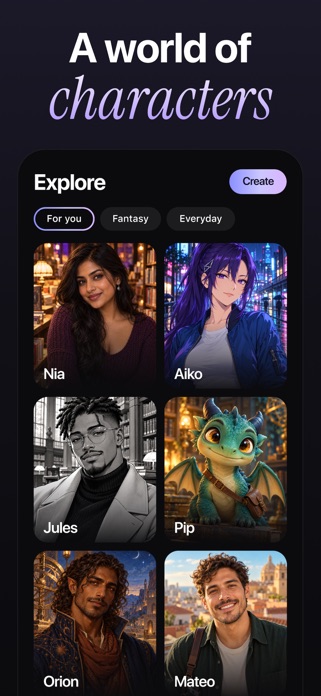 A world of
characters
Explore
Create
For you
Fantasy
Everyday
Nia
Aiko
Jules
Pip
Orion
Mateo